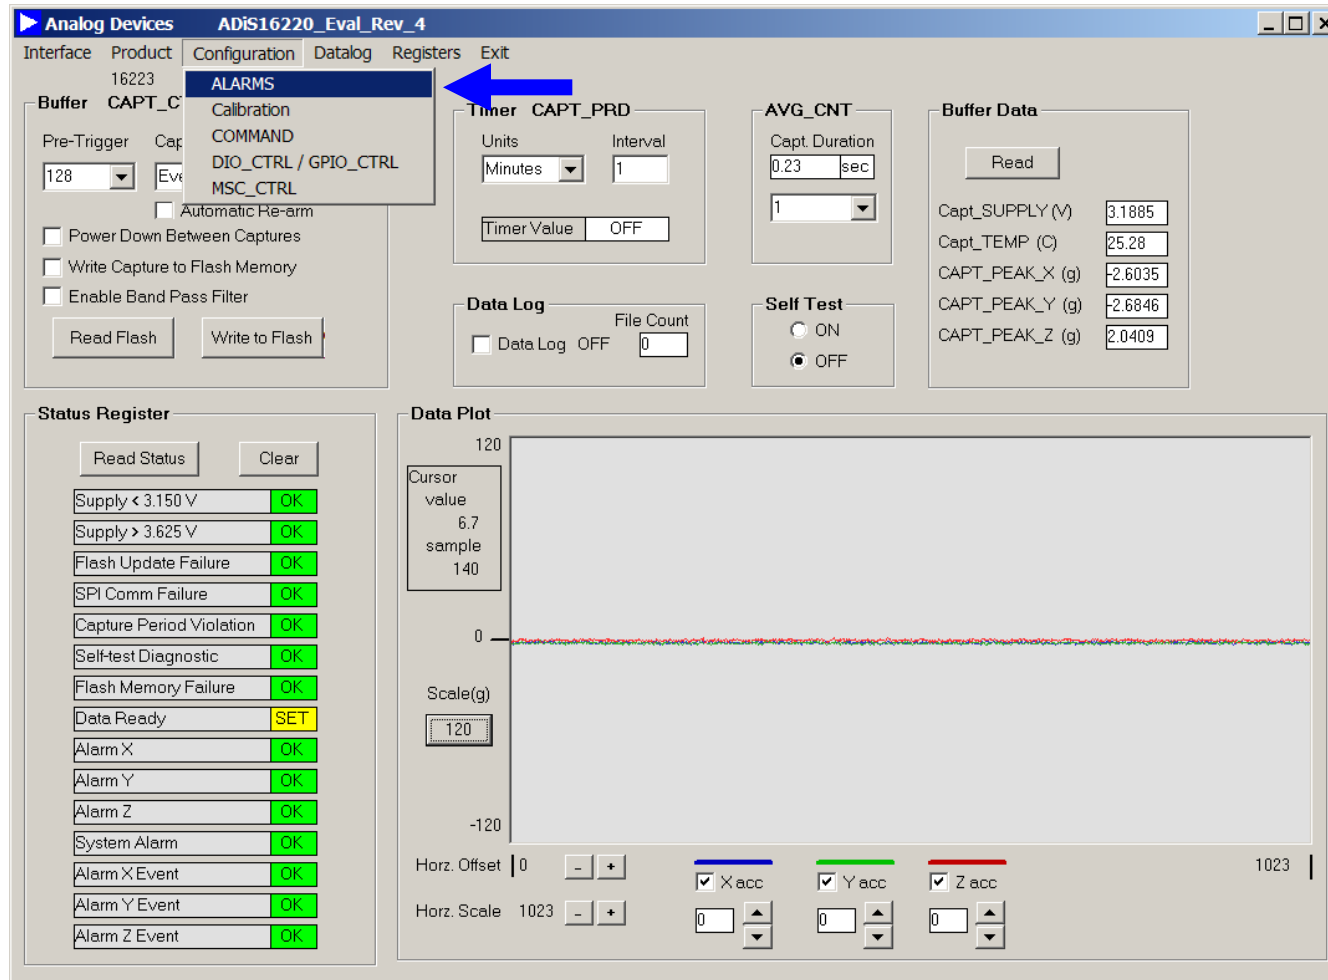 Analog Devices ADiS16220_Eval_Rev_4
Interface Product Configuration Datalog Registers Exit
16223
ALARMS
Calibration
COMMAND
DIO_CTRL / GPIO_CTRL
MSC_CTRL
Buffer CAPT_C
Pre-Trigger Cap
128 Eve
Automatic Re-arm
Power Down Between Captures
Write Capture to Flash Memory
Enable Band Pass Filter
Read Flash Write to Flash
Timer CAPT_PRD
Units Interval
Minutes 1
Timer Value OFF
AVG_CNT
Capt. Duration
0.23 sec
1
Buffer Data
Read
Capt_SUPPLY (V) 3.1885
Capt_TEMP (C) 25.28
CAPT_PEAK_X (g) -2.6035
CAPT_PEAK_Y (g) -2.6846
CAPT_PEAK_Z (g) 2.0409
Data Log
File Count
Data Log OFF 0
Self Test
ON
OFF
Status Register
Read Status Clear
Supply < 3.150 V OK
Supply > 3.625 V OK
Flash Update Failure OK
SPI Comm Failure OK
Capture Period Violation OK
Self-test Diagnostic OK
Flash Memory Failure OK
Data Ready SET
Alarm X OK
Alarm Y OK
Alarm Z OK
System Alarm OK
Alarm X Event OK
Alarm Y Event OK
Alarm Z Event OK
Data Plot
120
Cursor
value
6.7
sample
140
0
Scale(g)
120
-120
Horz. Offset 0 - + 1023
Horz. Scale 1023 - +
X acc Y acc Z acc
0 0 0